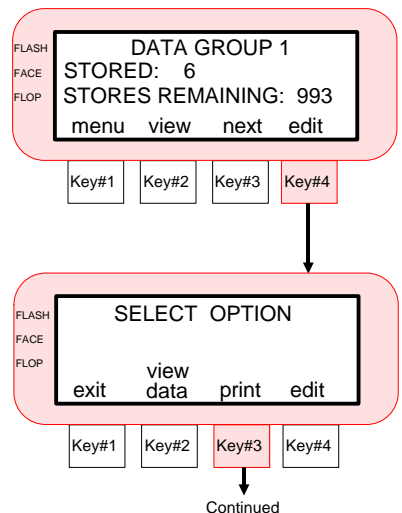 FLASH
FACE
FLOP
DATA GROUP 1
STORED: 6
STORES REMAINING: 993
menu view next edit
Key#1 Key#2 Key#3 Key#4
FLASH
FACE
FLOP
SELECT OPTION
view
exit data print edit
Key#1 Key#2 Key#3 Key#4
Continued